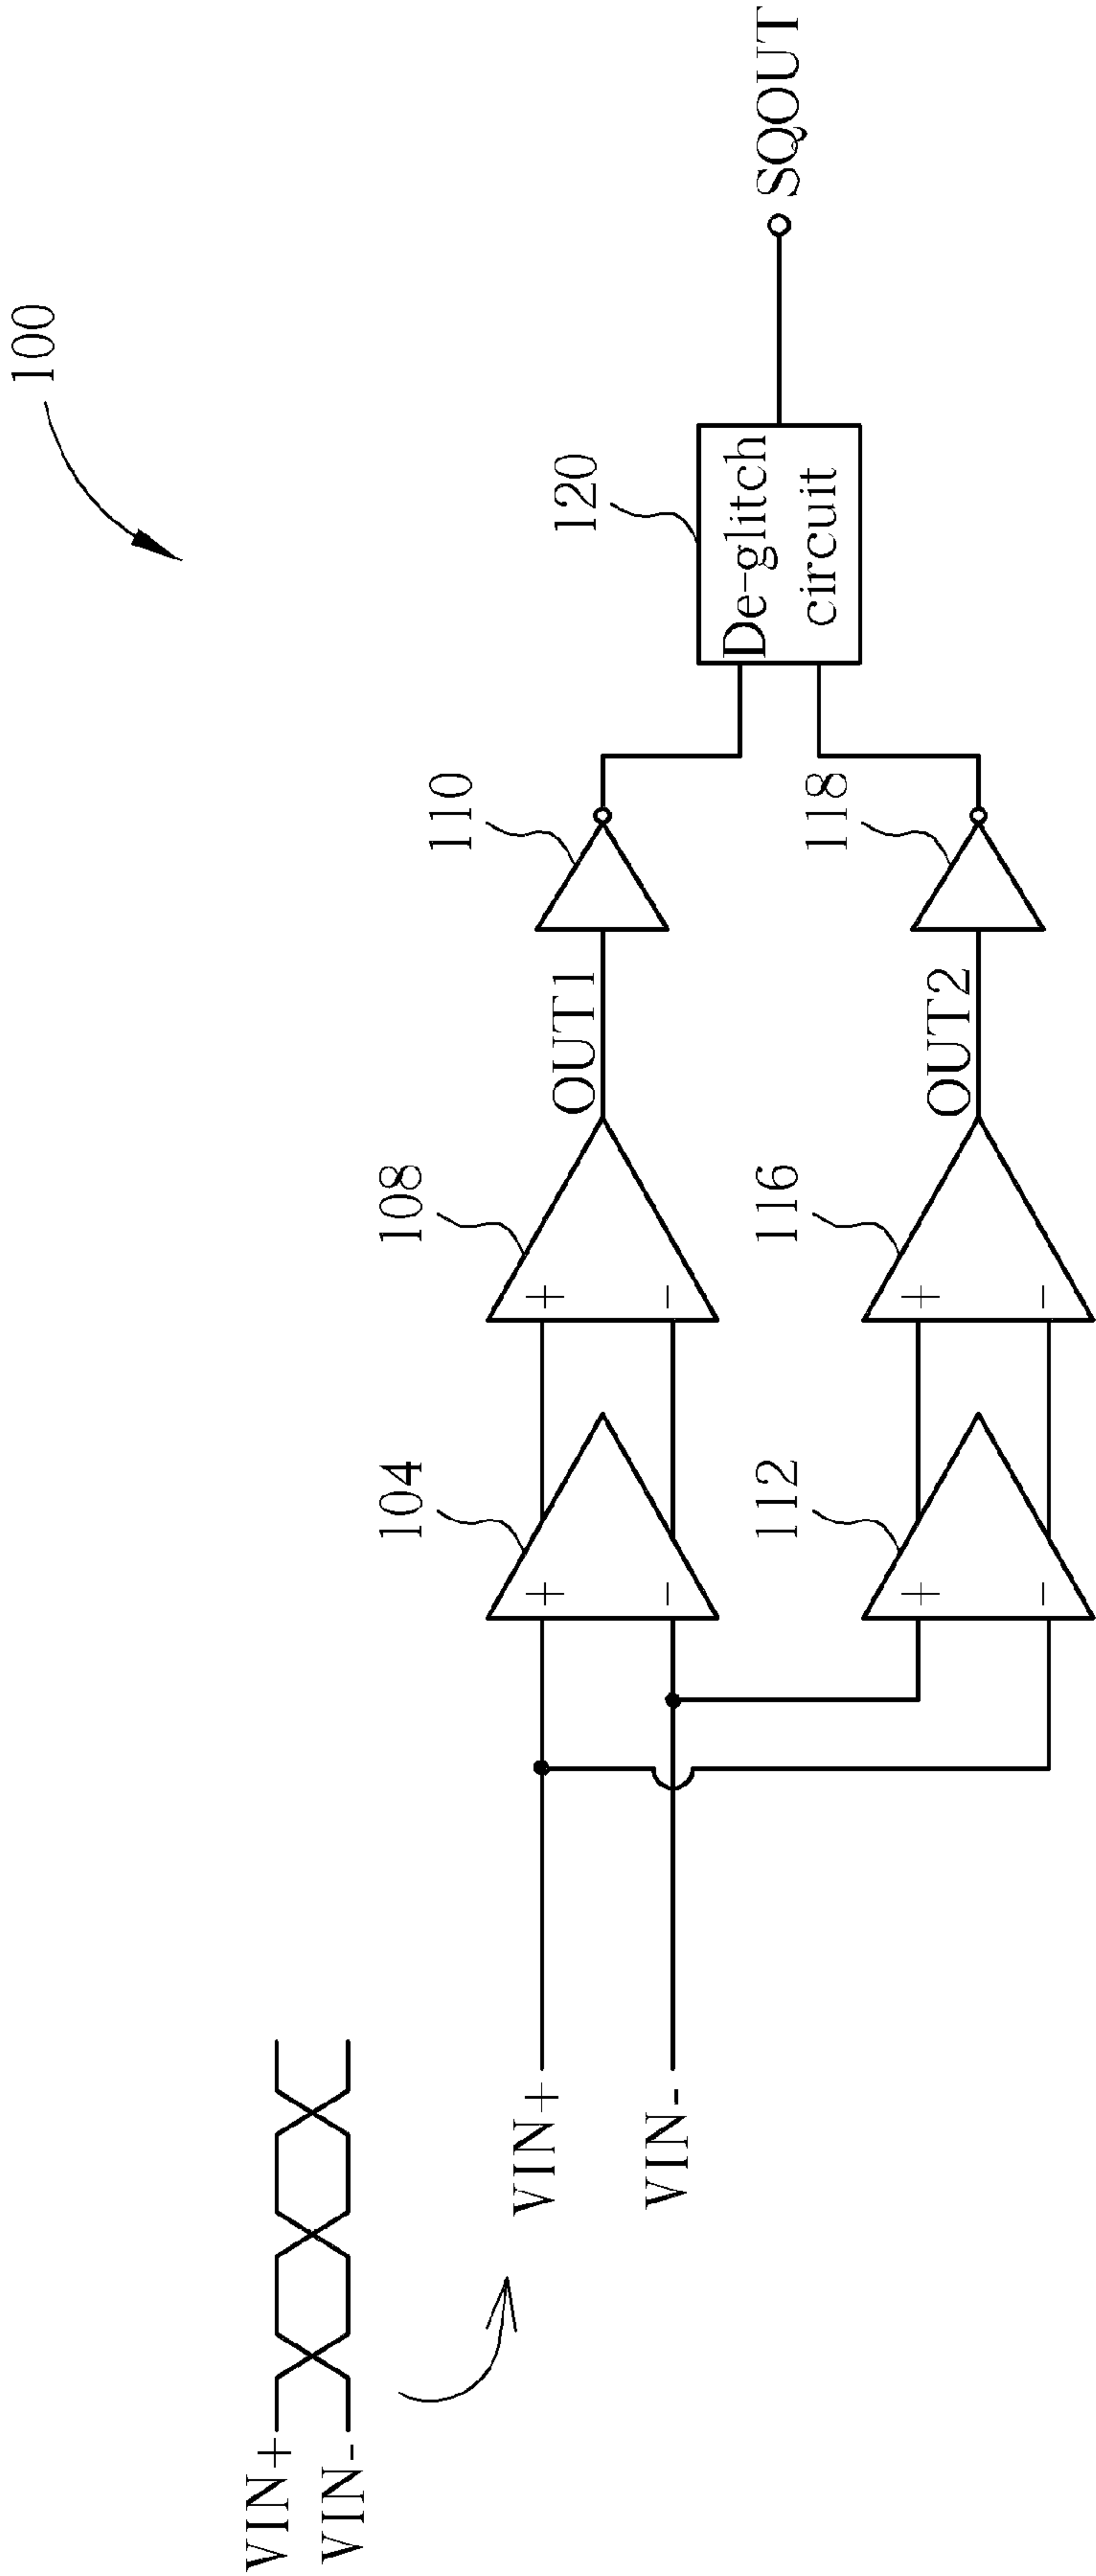 100
VIN+
VIN-
VIN+
VIN-
104
+
-
108
+
-
OUT1
110
112
+
-
116
+
-
OUT2
118
120
De-glitch
circuit
SQOUT